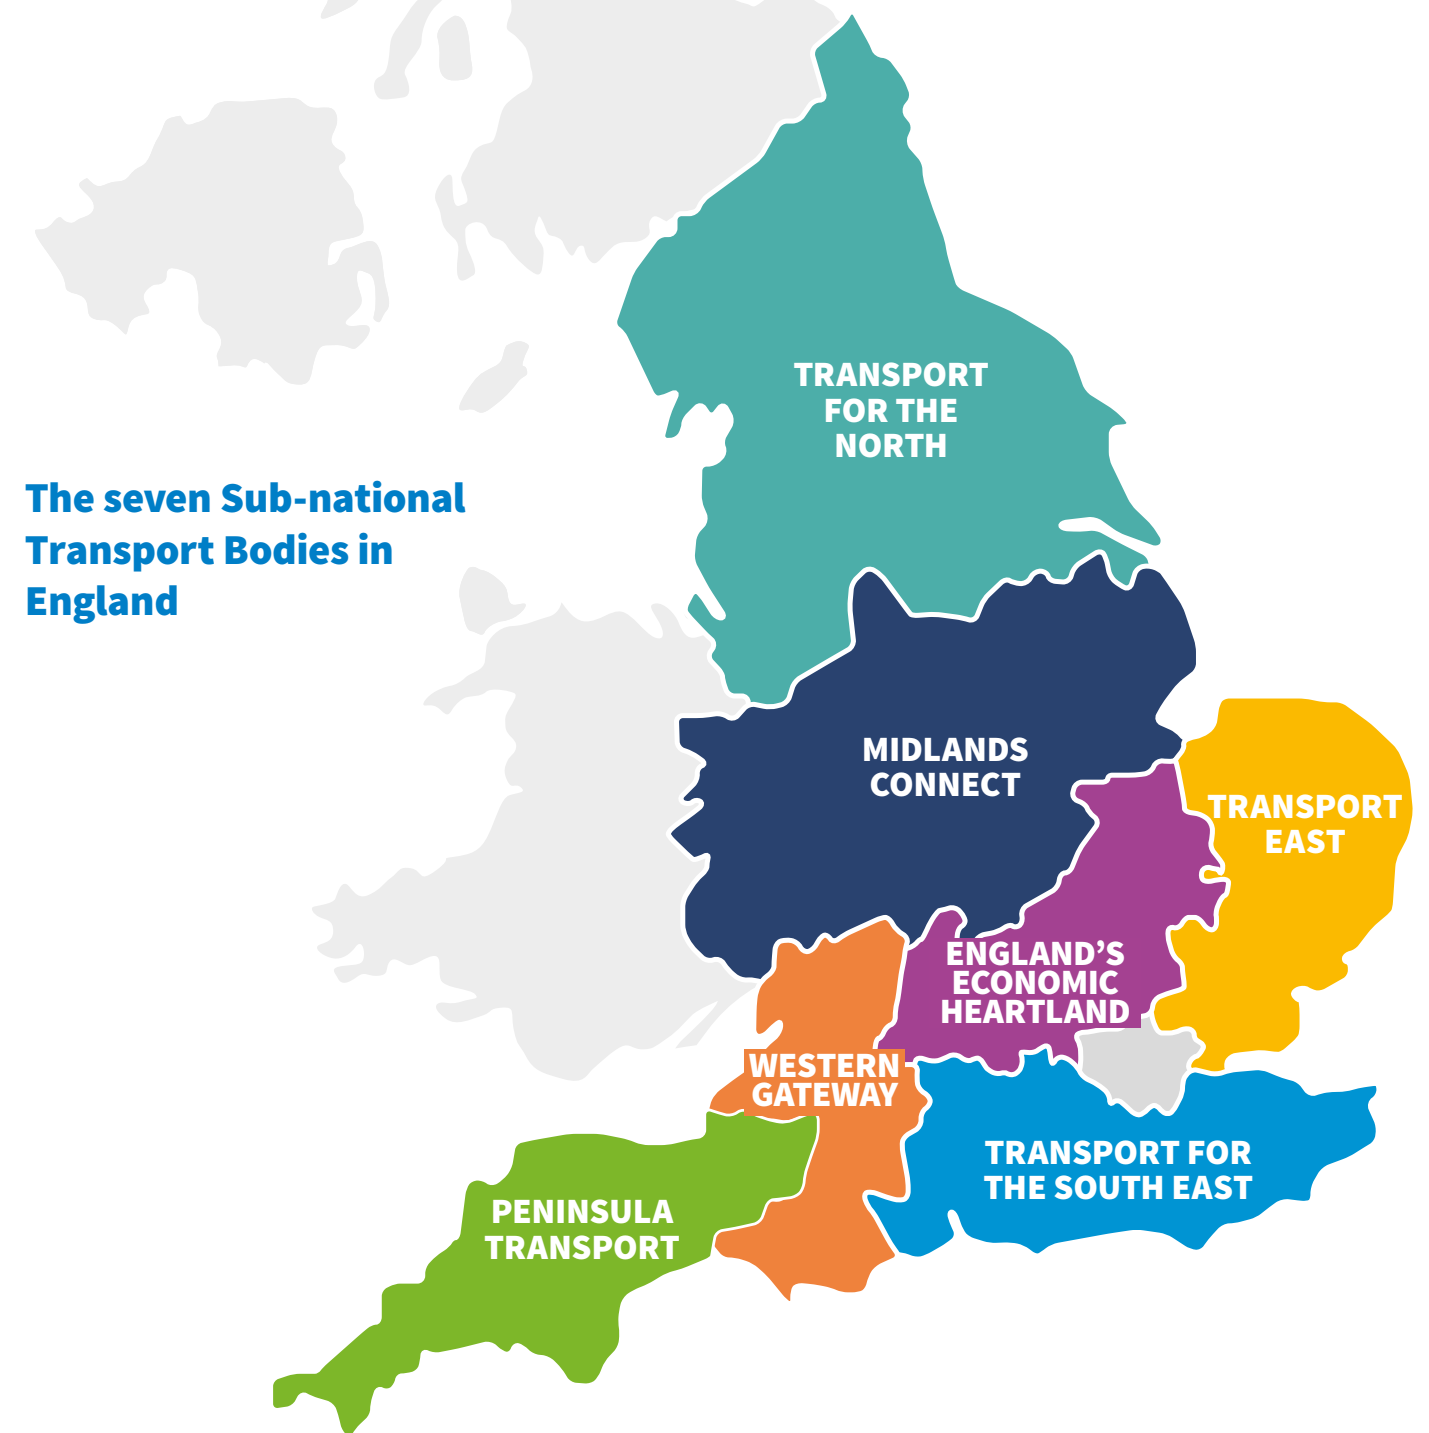 TRANSPORT
FOR THE
NORTH
The seven Sub-national
Transport Bodies in
England
MIDLANDS
CONNECT
TRANSPORT
EAST
ENGLAND’S
ECONOMIC
HEARTLAND
WESTERN
GATEWAY
TRANSPORT FOR
THE SOUTH EAST
PENINSULA
TRANSPORT